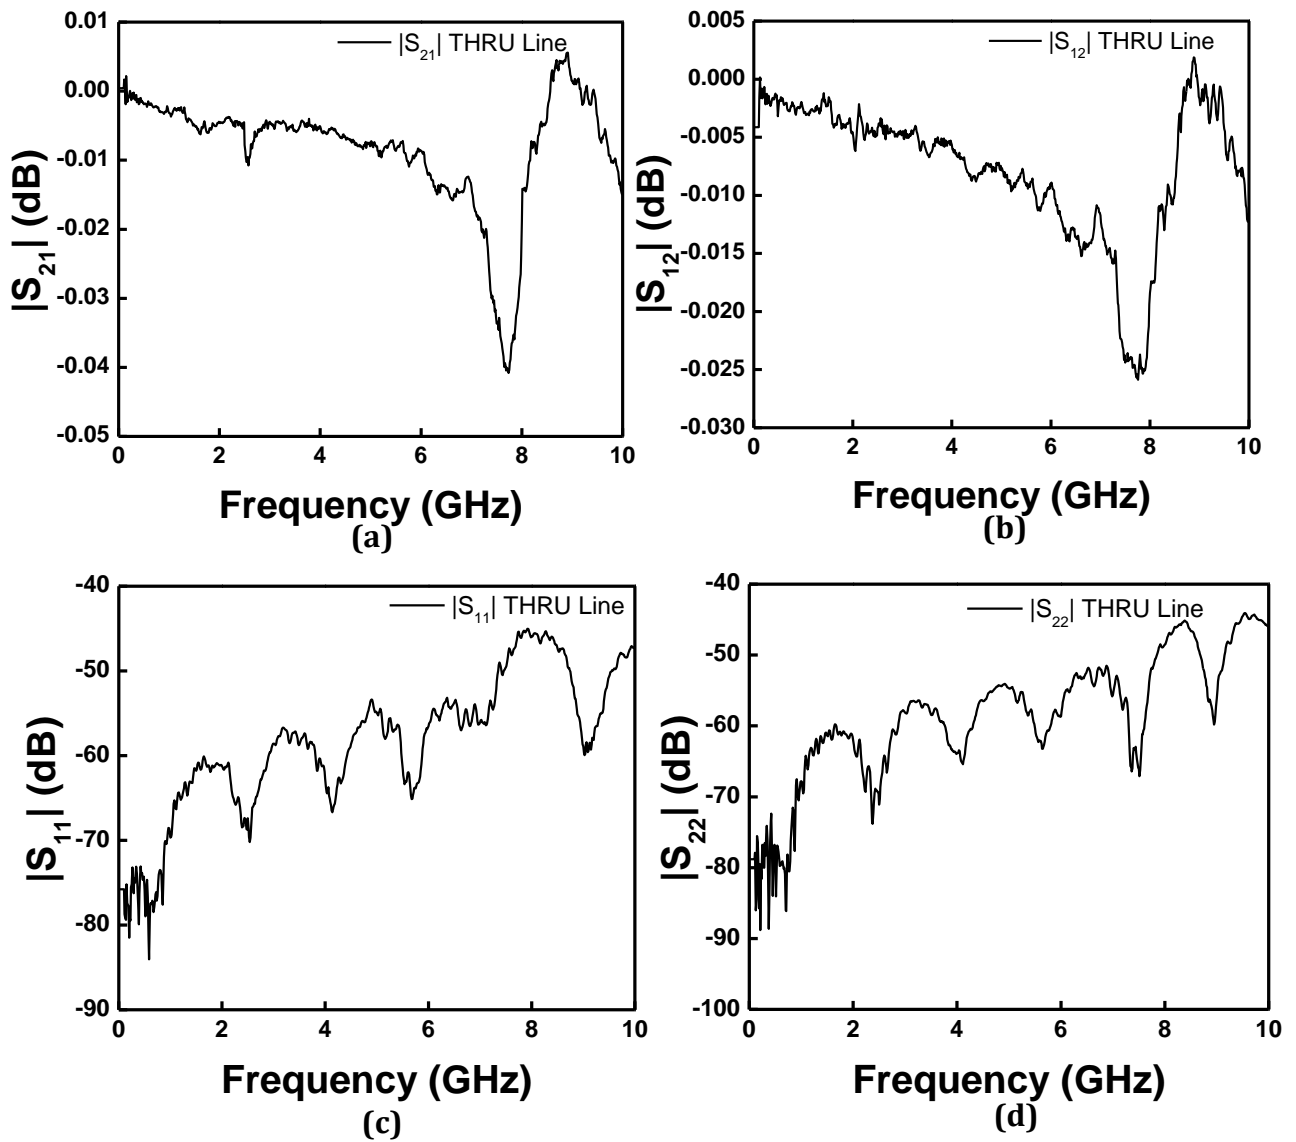 0.01
0.00
-0.01
-0.02
-0.03
-0.04
-0.05
|S21| (dB)
|S21| THRU Line
0 2 4 6 8 10
Frequency (GHz)
(a)
0.005
0.000
-0.005
-0.010
-0.015
-0.020
-0.025
-0.030
|S12| (dB)
|S12| THRU Line
0 2 4 6 8 10
Frequency (GHz)
(b)
-40
-50
-60
-70
-80
-90
|S11| (dB)
|S11| THRU Line
0 2 4 6 8 10
Frequency (GHz)
(c)
-40
-50
-60
-70
-80
-90
-100
|S22| (dB)
|S22| THRU Line
0 2 4 6 8 10
Frequency (GHz)
(d)